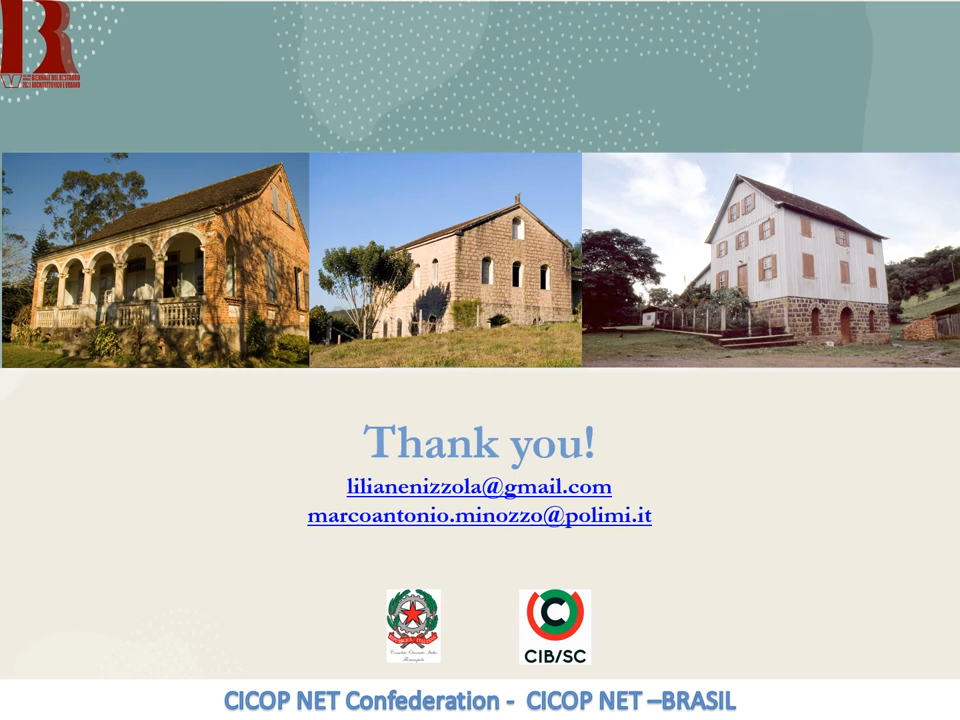 R
Thank you!
lilianenizzola@gmail.com
marcoantonio.minozzo@polimi.it
C
CIB/SC
CICOP NET Confederation - CICOP NET –BRASIL